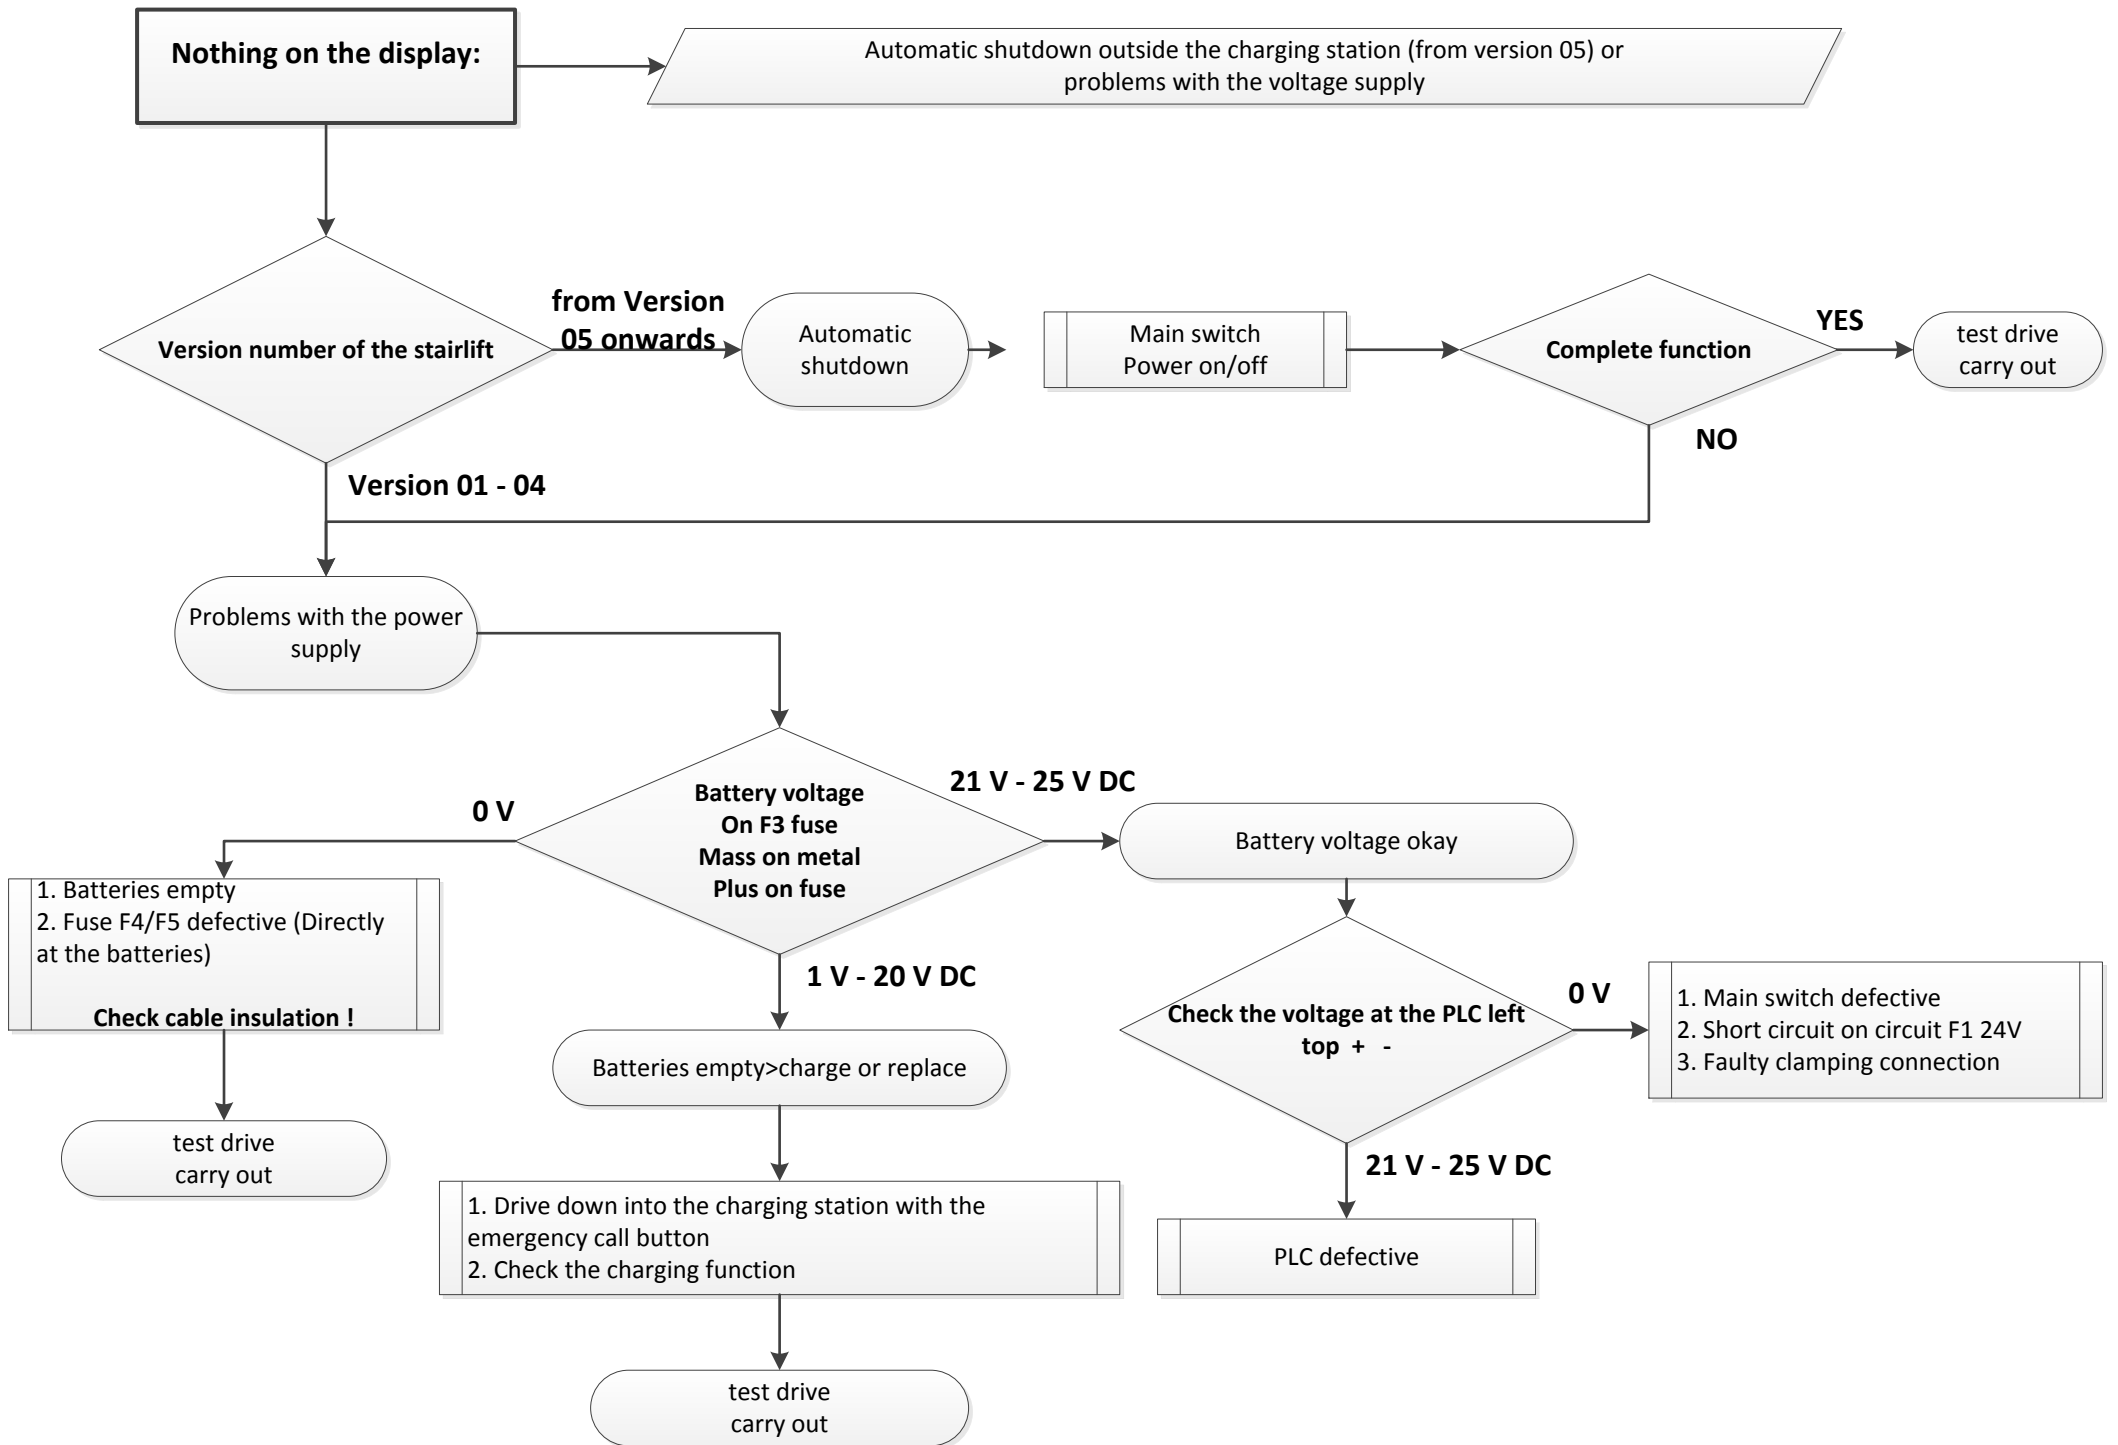 Nothing on the display:
Automatic shutdown outside the charging station (from version 05) or
problems with the voltage supply
Version number of the stairlift
from Version
05 onwards
Automatic
shutdown
Main switch
Power on/off
Complete function
YES
test drive
carry out
NO
Version 01 - 04
Problems with the power
supply
Battery voltage
On F3 fuse
Mass on metal
Plus on fuse
0 V
21 V - 25 V DC
Battery voltage okay
1. Batteries empty
2. Fuse F4/F5 defective (Directly
at the batteries)
Check cable insulation !
test drive
carry out
1 V - 20 V DC
Batteries empty>charge or replace
1. Drive down into the charging station with the
emergency call button
2. Check the charging function
test drive
carry out
Check the voltage at the PLC left
top + -
0 V
1. Main switch defective
2. Short circuit on circuit F1 24V
3. Faulty clamping connection
21 V - 25 V DC
PLC defective